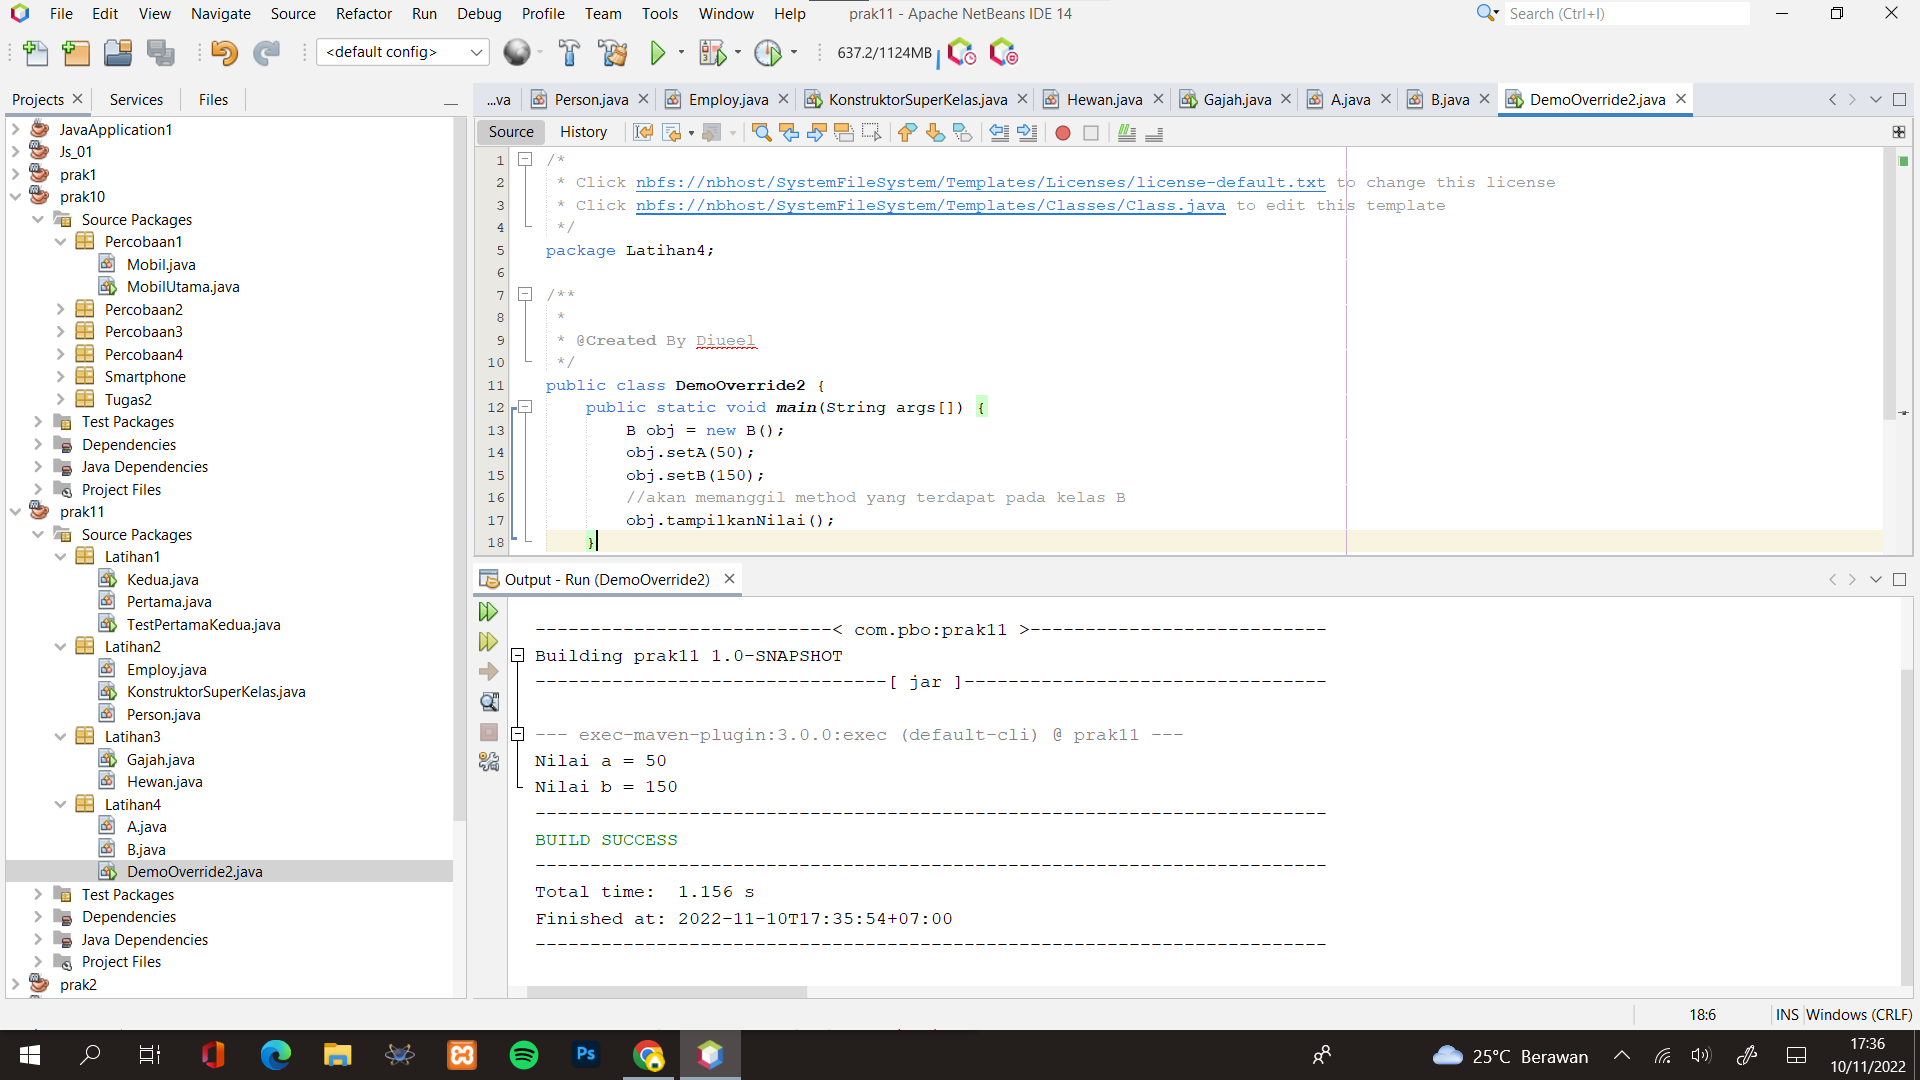 File Edit View Navigate Source Refactor Run Debug Profile Team Tools Window Help prak11 - Apache NetBeans IDE 14 Search (Ctrl+I)
<default config> 637.2/1124MB
Projects Services Files
...va Person.java Employ.java KonstruktorSuperKelas.java Hewan.java Gajah.java A.java B.java DemoOverride2.java
Source History
JavaApplication1
Js_01
prak1
prak10
Source Packages
Percobaan1
Mobil.java
MobilUtama.java
Percobaan2
Percobaan3
Percobaan4
Smartphone
Tugas2
Test Packages
Dependencies
Java Dependencies
Project Files
prak11
Source Packages
Latihan1
Kedua.java
Pertama.java
TestPertamaKedua.java
Latihan2
Employ.java
KonstruktorSuperKelas.java
Person.java
Latihan3
Gajah.java
Hewan.java
Latihan4
A.java
B.java
DemoOverride2.java
Test Packages
Dependencies
Java Dependencies
Project Files
prak2
1 /*
2 * Click nbfs://nbhost/SystemFileSystem/Templates/Licenses/license-default.txt to change this license
3 * Click nbfs://nbhost/SystemFileSystem/Templates/Classes/Class.java to edit this template
4 */
5 package Latihan4;
6
7 /**
8 *
9 * @Created By Diueel
10 */
11 public class DemoOverride2 {
12 public static void main(String args[]) {
13 B obj = new B();
14 obj.setA(50);
15 obj.setB(150);
16 //akan memanggil method yang terdapat pada kelas B
17 obj.tampilkanNilai();
18 }
Output - Run (DemoOverride2)
---------------------------< com.pbo:prak11 >---------------------------
Building prak11 1.0-SNAPSHOT
--------------------------------[ jar ]---------------------------------
--- exec-maven-plugin:3.0.0:exec (default-cli) @ prak11 ---
Nilai a = 50
Nilai b = 150
------------------------------------------------------------------------
BUILD SUCCESS
------------------------------------------------------------------------
Total time: 1.156 s
Finished at: 2022-11-10T17:35:54+07:00
------------------------------------------------------------------------
18:6 INS Windows (CRLF)
Ps 25°C Berawan 17:36
10/11/2022